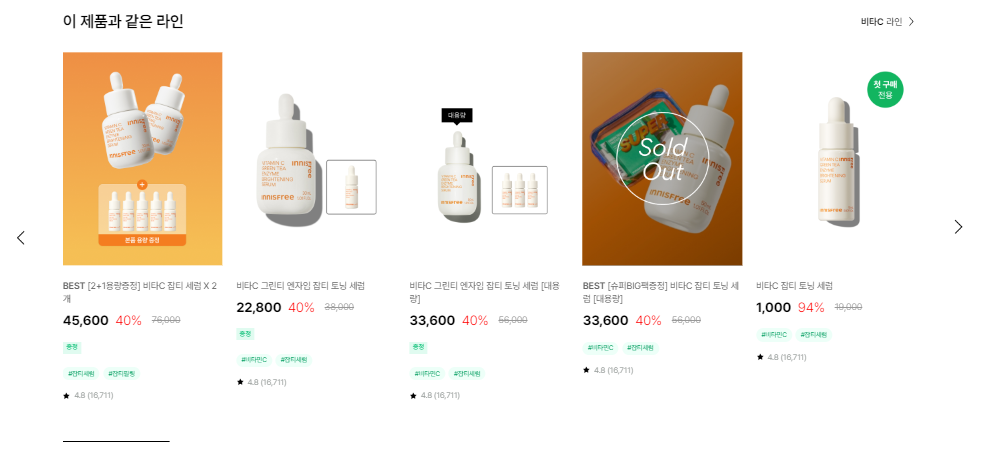 이 제품과 같은 라인
비타C 라인
본품 용량 증정
INNISFREE
대용량
Sold
Out
SUPER
첫 구매
전용
BEST [2+1용량증정] 비타C 잡티 세럼 X 2
개
45,600 40% 76,000
증정
#잡티세럼 #잡티말림
4.8 (16,711)
비타C 그린티 엔자임 잡티 토닝 세럼
22,800 40% 38,000
증정
#비타민C #잡티세럼
4.8 (16,711)
비타C 그린티 엔자임 잡티 토닝 세럼 [대용
량]
33,600 40% 56,000
증정
#비타민C #잡티세럼
4.8 (16,711)
BEST [슈퍼BIG팩증정] 비타C 잡티 세
럼 [대용량]
33,600 40% 56,000
#비타민C #잡티세럼
4.8 (16,711)
비타C 잡티 토닝 세럼
1,000 94% 19,000
#비타민C #잡티세럼
4.8 (16,711)